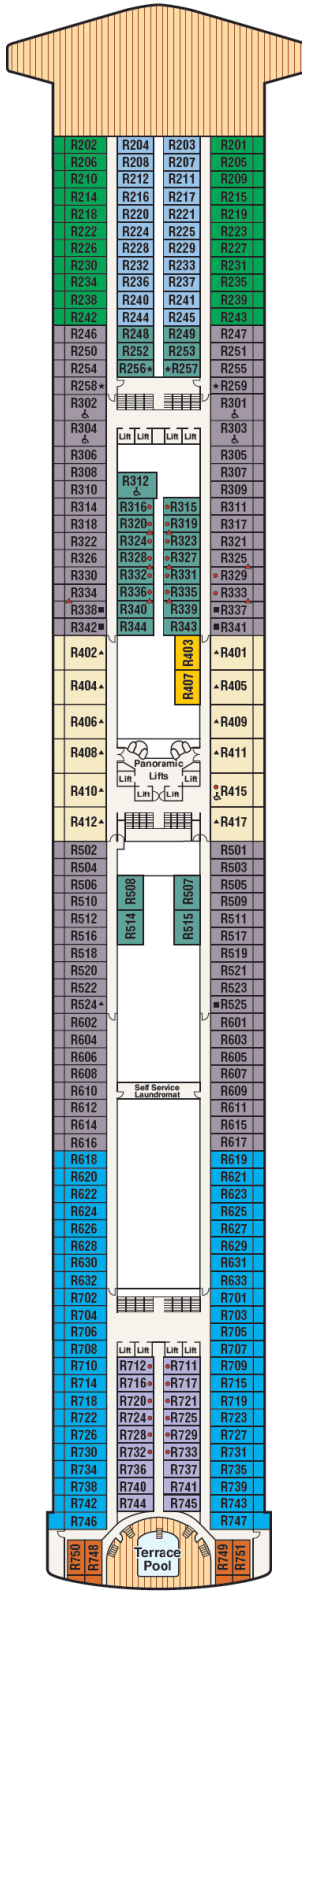 R202 R204 R203 R201
R206 R208 R207 R205
R210 R212 R211 R209
R214 R216 R217 R215
R218 R220 R221 R219
R222 R224 R225 R223
R226 R228 R229 R227
R230 R232 R233 R231
R234 R236 R237 R235
R238 R240 R241 R239
R242 R244 R245 R243
R246 R248 R249 R247
R250 R252 R253 R251
R254 R256 R257 R255
R258 R259
R302 R301
R304 Lift Lift Lift Lift R303
R306 R305
R308 R307
R310 R312 R309
R314 R316 R315 R311
R318 R320 R319 R317
R322 R324 R323 R321
R326 R328 R327 R325
R330 R332 R331 R329
R334 R336 R335 R333
R338 R340 R339 R337
R342 R344 R343 R341
R402 R403 R401
R404 R407 R405
R406 R409
R408 R411
Panoramic
Lifts
Lift Lift
R410 Lift Lift R415
R412 R417
R502 R501
R504 R503
R506 R508 R507 R505
R510 R509
R512 R514 R515 R511
R516 R517
R518 R519
R520 R521
R522 R523
R524 R525
R602 R601
R604 R603
R606 R605
R608 R607
R610 Self Service R609
Laundromat
R612 R611
R614 R615
R616 R617
R618 R619
R620 R621
R622 R623
R624 R625
R626 R627
R628 R629
R630 R631
R632 R633
R702 R701
R704 R703
R706 R705
R708 Lift Lift Lift Lift R707
R710 R712 R711 R709
R714 R716 R717 R715
R718 R720 R721 R719
R722 R724 R725 R723
R726 R728 R729 R727
R730 R732 R733 R731
R734 R736 R737 R735
R738 R740 R741 R739
R742 R744 R745 R743
R746 R747
R750 R748 Terrace R749 R751
Pool